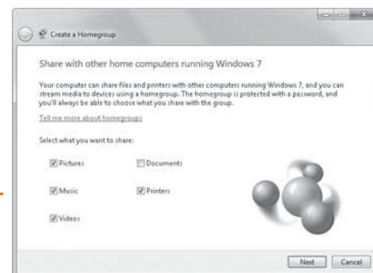 Create a Homegroup
Share with other home computers running Windows 7
Your computer can share files and printers with other computers running Windows 7, and you can
stream media to devices using a homegroup. The homegroup is protected with a password, and
you'll always be able to choose what you share with the group.
Tell me more about homegroups
Select what you want to share:
Pictures
Documents
Music
Printers
Videos
Next
Cancel